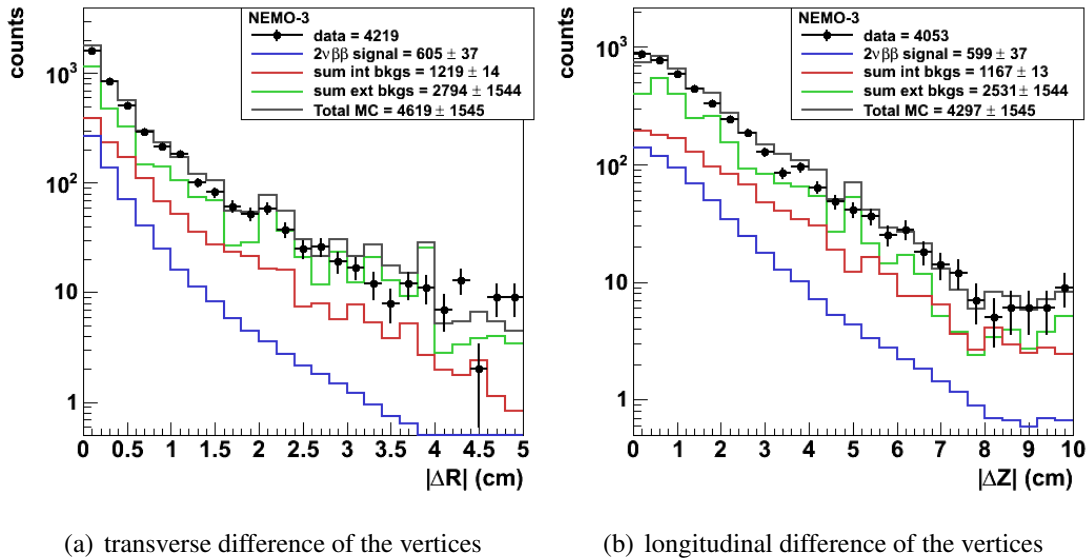 NEMO-3
data = 4219
2νββ signal = 605 ± 37
sum int bkgs = 1219 ± 14
sum ext bkgs = 2794 ± 1544
Total MC = 4619 ± 1545
counts
10³
10²
10
1
0 0.5 1 1.5 2 2.5 3 3.5 4 4.5 5
|ΔR| (cm)
(a) transverse difference of the vertices
NEMO-3
data = 4053
2νββ signal = 599 ± 37
sum int bkgs = 1167 ± 13
sum ext bkgs = 2531 ± 1544
Total MC = 4297 ± 1545
counts
10³
10²
10
1
0 1 2 3 4 5 6 7 8 9 10
|ΔZ| (cm)
(b) longitudinal difference of the vertices